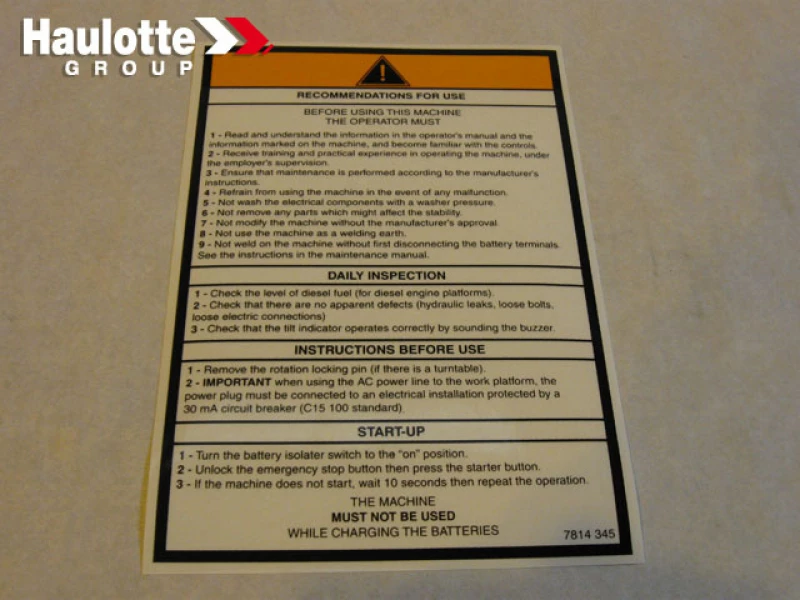 Haulotte
GROUP
RECOMMENDATIONS FOR USE
BEFORE USING THIS MACHINE
THE OPERATOR MUST
1 - Read and understand the information in the operator's manual and the
information marked on the machine, and become familiar with the controls.
2 - Receive training and practical experience in operating the machine, under
the employer's supervision.
3 - Ensure that maintenance is performed according to the manufacturer's
instructions.
4 - Refrain from using the machine in the event of any malfunction.
5 - Not wash the electrical components with a washer pressure.
6 - Not remove any parts which might affect the stability.
7 - Not modify the machine without the manufacturer's approval.
8 - Not use the machine as a welding earth.
9 - Not weld on the machine without first disconnecting the battery terminals.
See the instructions in the maintenance manual.
DAILY INSPECTION
1 - Check the level of diesel fuel (for diesel engine platforms).
2 - Check that there are no apparent defects (hydraulic leaks, loose bolts,
loose electric connections)
3 - Check that the tilt indicator operates correctly by sounding the buzzer.
INSTRUCTIONS BEFORE USE
1 - Remove the rotation locking pin (if there is a turntable).
2 - IMPORTANT when using the AC power line to the work platform, the
power plug must be connected to an electrical installation protected by a
30 mA circuit breaker (C15 100 standard).
START-UP
1 - Turn the battery isolater switch to the "on" position.
2 - Unlock the emergency stop button then press the starter button.
3 - If the machine does not start, wait 10 seconds then repeat the operation.
THE MACHINE
MUST NOT BE USED
WHILE CHARGING THE BATTERIES
7814 345